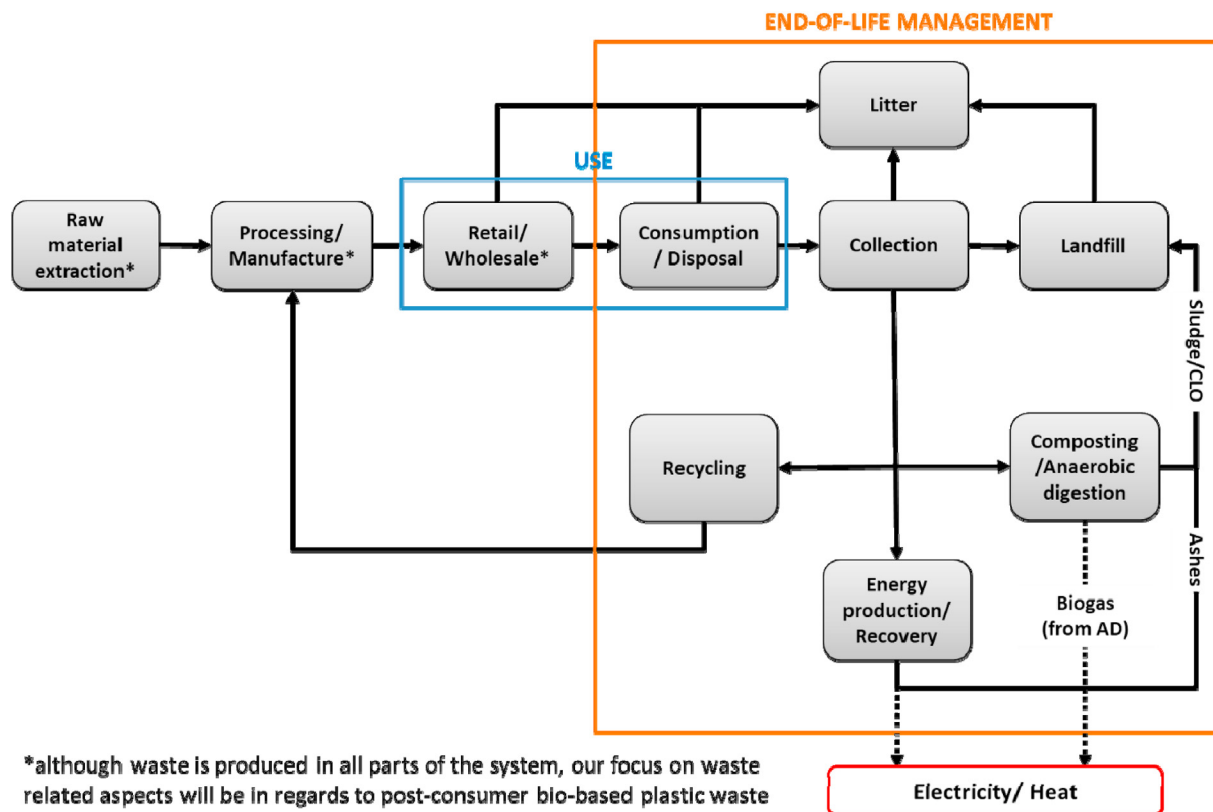 END-OF-LIFE MANAGEMENT
Litter
USE
Raw
material
extraction*
Processing/
Manufacture*
Retail/
Wholesale*
Consumption
/ Disposal
Collection
Landfill
Sludge/CLO
Recycling
Composting
/Anaerobic
digestion
Ashes
Energy
production/
Recovery
Biogas
(from AD)
*although waste is produced in all parts of the system, our focus on waste
related aspects will be in regards to post-consumer bio-based plastic waste
Electricity/ Heat